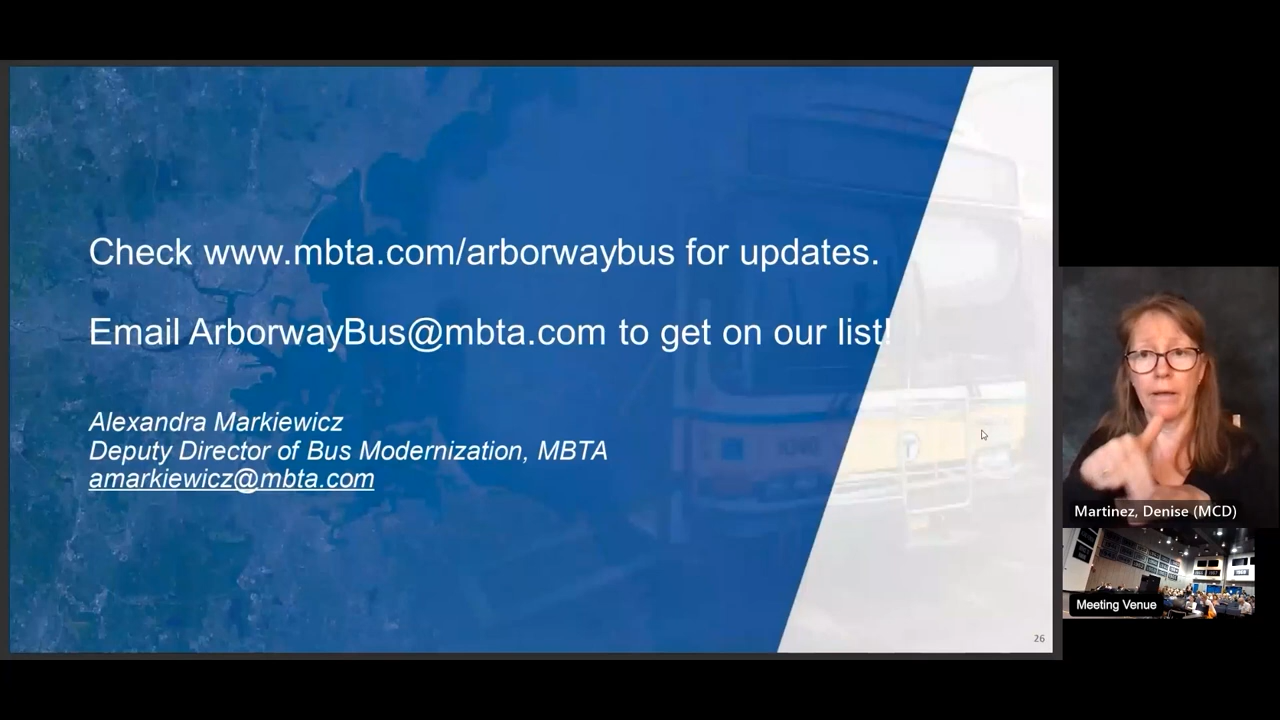 Check www.mbta.com/arborwaybus for updates.
Email ArborwayBus@mbta.com to get on our list!
Alexandra Markiewicz
Deputy Director of Bus Modernization, MBTA
amarkiewicz@mbta.com
26
Martinez, Denise (MCD)
Meeting Venue